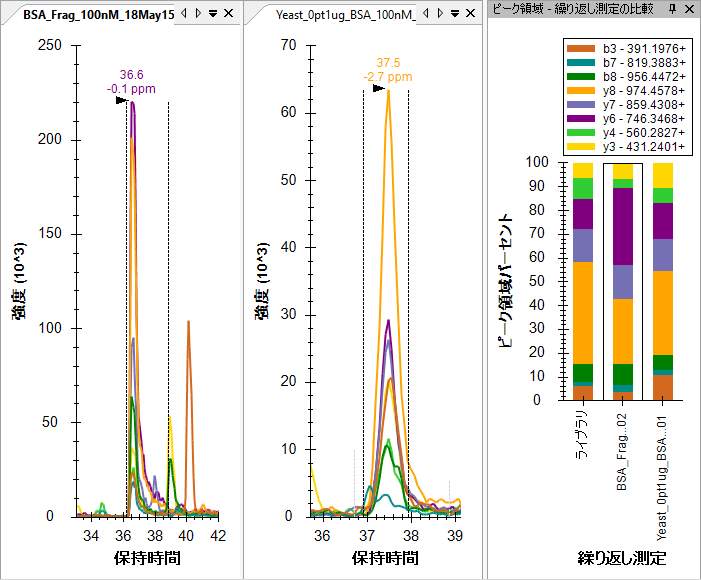 BSA_Frag_100nM_18May15
250
200
150
100
50
0
34 36 38 40 42
強度 (10^3)
保持時間
36.6
-0.1 ppm
Yeast_0pt1ug_BSA_100nM_
70
60
50
40
30
20
10
0
36 37 38 39
強度 (10^3)
保持時間
37.5
-2.7 ppm
ピーク領域 - 繰り返し測定の比較
b3 - 391.1976+
b7 - 819.3883+
b8 - 956.4472+
y8 - 974.4578+
y7 - 859.4308+
y6 - 746.3468+
y4 - 560.2827+
y3 - 431.2401+
100
90
80
70
60
50
40
30
20
10
0
ピーク領域パーセント
ライブラリ
BSA_Frag...02
Yeast_0pt1ug_BSA...01
繰り返し測定